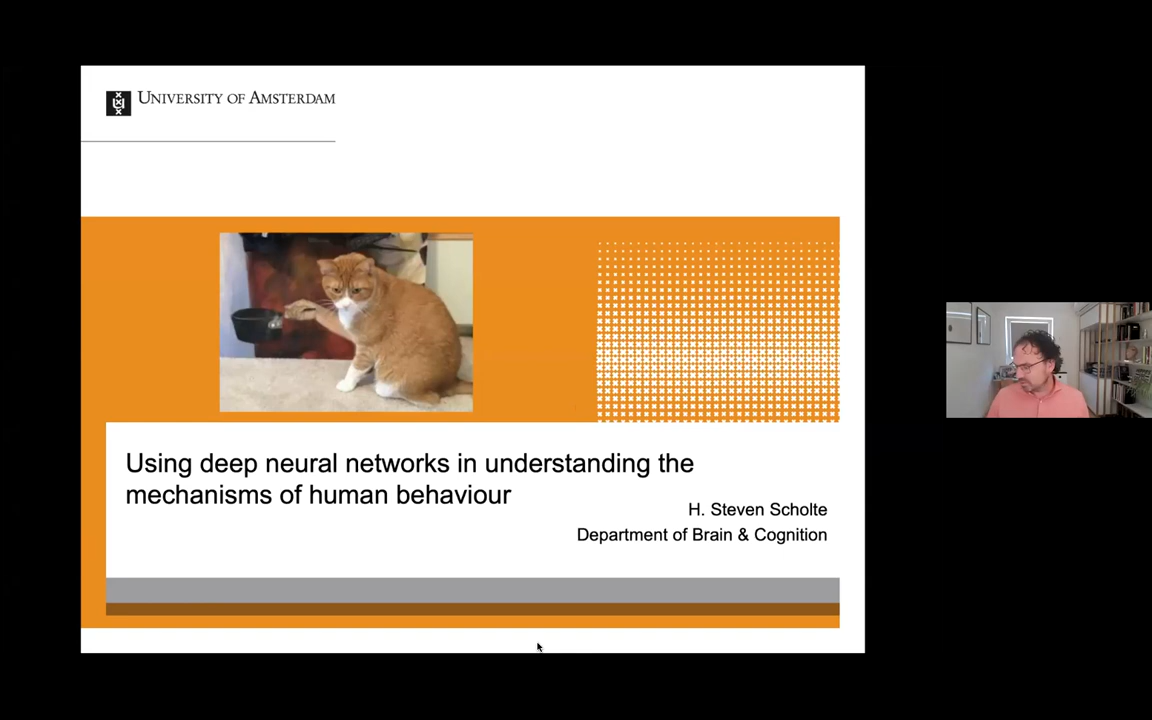 UNIVERSITY OF AMSTERDAM
Using deep neural networks in understanding the
mechanisms of human behaviour
H. Steven Scholte
Department of Brain & Cognition